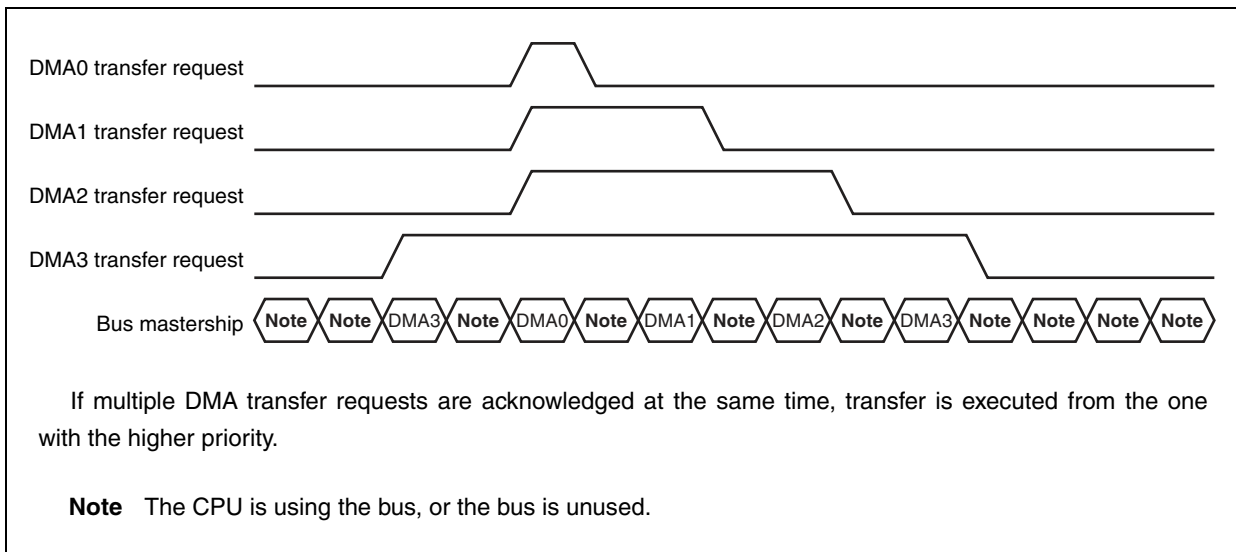 DMA0 transfer request
DMA1 transfer request
DMA2 transfer request
DMA3 transfer request
Bus mastership Note Note DMA3 Note DMA0 Note DMA1 Note DMA2 Note DMA3 Note Note Note Note
If multiple DMA transfer requests are acknowledged at the same time, transfer is executed from the one
with the higher priority.
Note The CPU is using the bus, or the bus is unused.